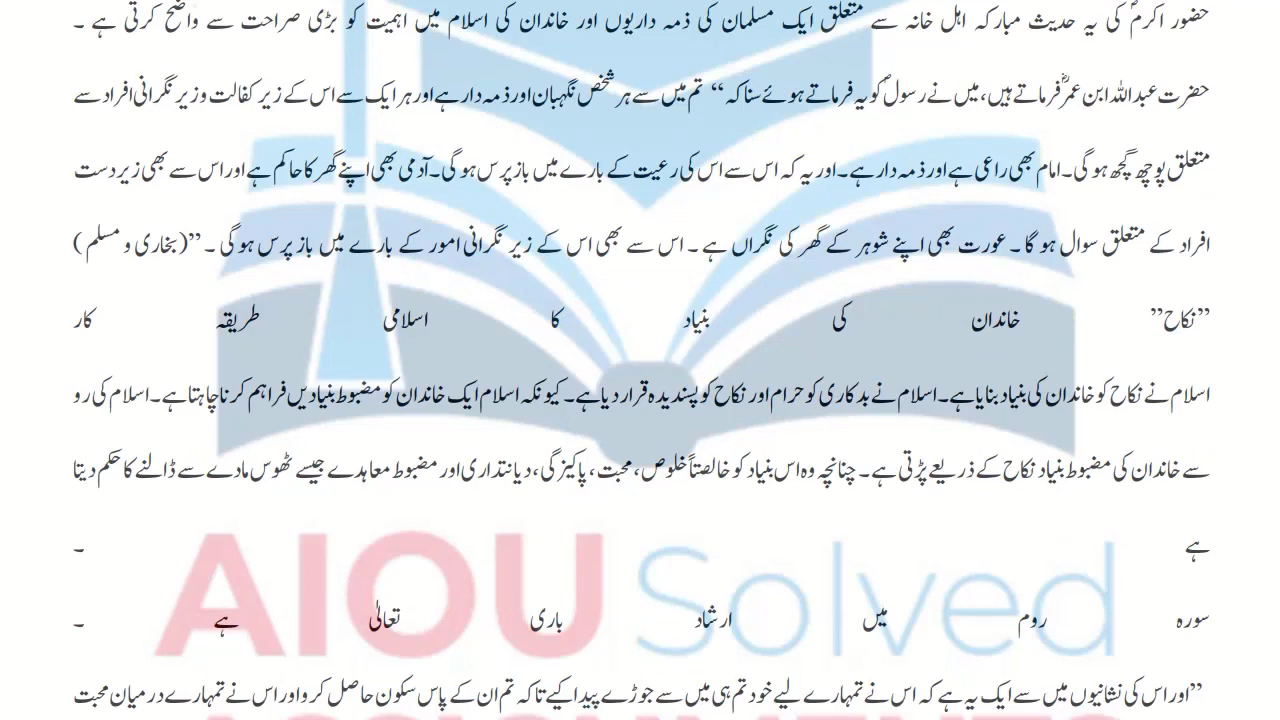 حضور اکرمؐ کی یہ حدیث مبارکہ اہل خانہ سے متعلق ایک مسلمان کی ذمہ داریوں اور خاندان کی اسلام میں اہمیت کو بڑی صراحت سے واضح کرتی ہے ۔
حضرت عبداللہ ابن عمرؓ فرماتے ہیں، میں نے رسولؐ کو یہ فرماتے ہوئے سنا کہ “ تم میں سے ہر شخص نگہبان اور ذمہ دار ہے اور ہر ایک سے اس کے زیر کفالت وزیر نگرانی افراد سے
متعلق پوچھ گچھ ہوگی۔ امام بھی راعی ہے اور ذمہ دار ہے۔ اور یہ کہ اس سے اس کی رعیت کے بارے میں باز پرس ہوگی۔ آدمی بھی اپنے گھر کا حاکم ہے اور اس سے بھی زیر دست
افراد کے متعلق سوال ہو گا ۔ عورت بھی اپنے شوہر کے گھر کی نگراں ہے ۔ اس سے بھی اس کے زیر نگرانی امور کے بارے میں باز پرس ہوگی ۔ ”(بخاری و مسلم)
”نکاح” خاندان کی بنیاد کا اسلامی طریقہ کار
اسلام نے نکاح کو خاندان کی بنیاد بنایا ہے۔ اسلام نے بدکاری کو حرام اور نکاح کو پسندیدہ قرار دیا ہے۔ کیونکہ اسلام ایک خاندان کو مضبوط بنیادیں فراہم کرنا چاہتا ہے۔ اسلام کی رو
سے خاندان کی مضبوط بنیاد نکاح کے ذریعے پڑتی ہے۔ چنانچہ وہ اس بنیاد کو خالصتاً خلوص، محبت، پاکیزگی، دیانتداری اور مضبوط معاہدے جیسے ٹھوس مادے سے ڈالنے کا حکم دیتا
ہے ۔
سورہ روم میں ارشاد باری تعالیٰ ہے ۔
”اور اس کی نشانیوں میں سے ایک یہ ہے کہ اس نے تمہارے لیے خود تم ہی میں سے جوڑے پیدا کیے تاکہ تم ان کے پاس سکون حاصل کرو اور اس نے تمہارے درمیان محبت
AIOU Solved